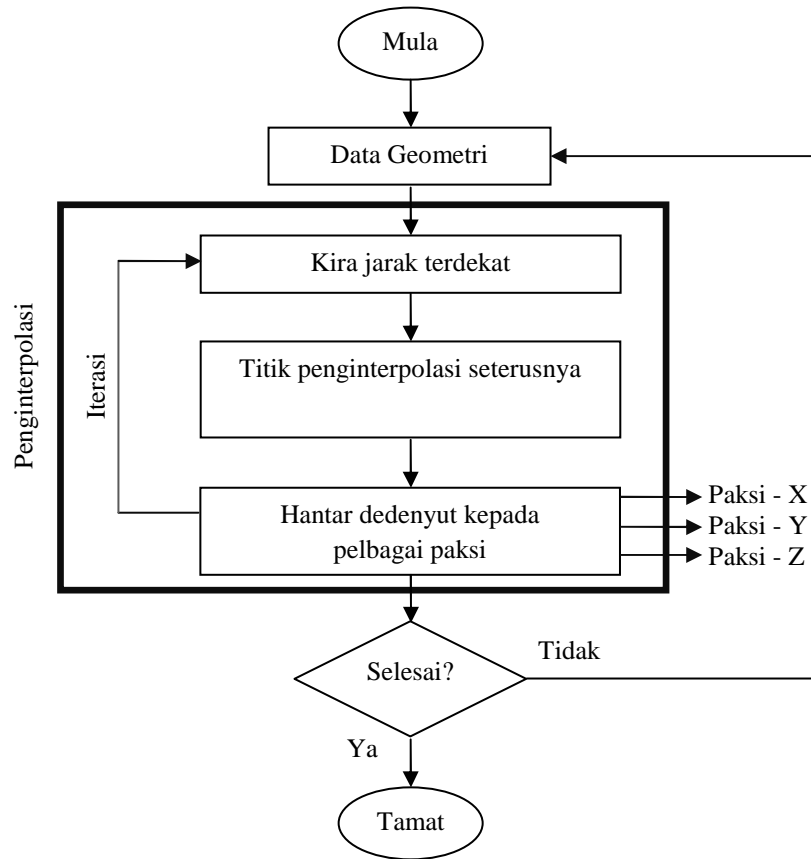 Mula
Data Geometri
Kira jarak terdekat
Titik penginterpolasi seterusnya
Hantar dedenyut kepada
pelbagai paksi
Iterasi
Penginterpolasi
Paksi - X
Paksi - Y
Paksi - Z
Selesai?
Tidak
Ya
Tamat